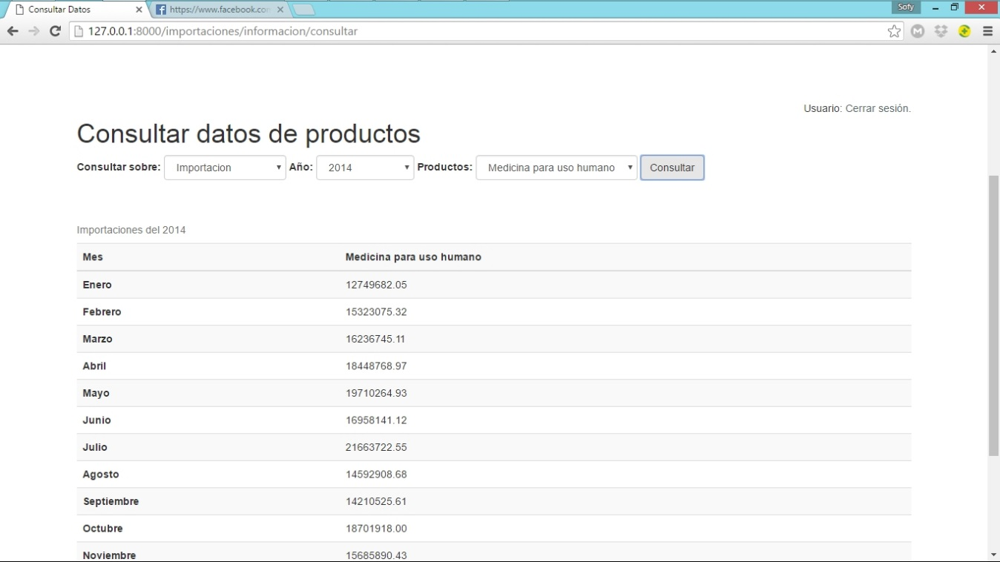 Consultar Datos
https://www.facebook.con
Sofy
127.0.0.1:8000/importaciones/informacion/consultar
Usuario: Cerrar sesión.
Consultar datos de productos
Consultar sobre: Importacion Año: 2014 Productos: Medicina para uso humano Consultar
Importaciones del 2014
Mes Medicina para uso humano
Enero 12749682.05
Febrero 15323075.32
Marzo 16236745.11
Abril 18448768.97
Mayo 19710264.93
Junio 16958141.12
Julio 21663722.55
Agosto 14592908.68
Septiembre 14210525.61
Octubre 18701918.00
Noviembre 15685890.43